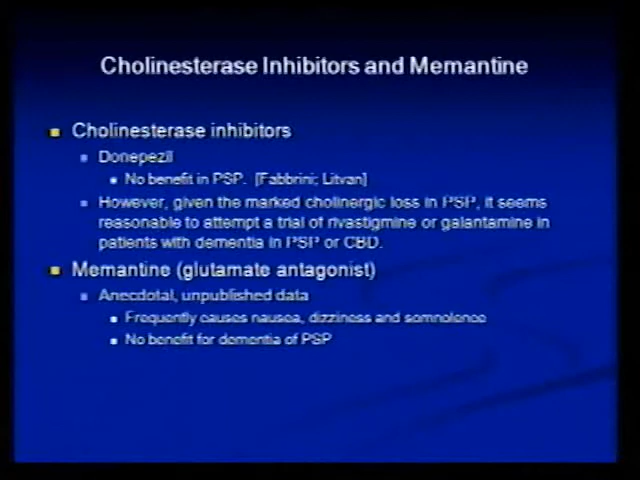 Cholinesterase Inhibitors and Memantine
Cholinesterase inhibitors
Donepezil
No benefit in PSP. [Fabbrini; Litvan]
However, given the marked cholinergic loss in PSP, it seems
reasonable to attempt a trial of rivastigmine or galantamine in
patients with dementia in PSP or CBD.
Memantine (glutamate antagonist)
Anecdotal, unpublished data
Frequently causes nausea, dizziness and somnolence
No benefit for dementia of PSP